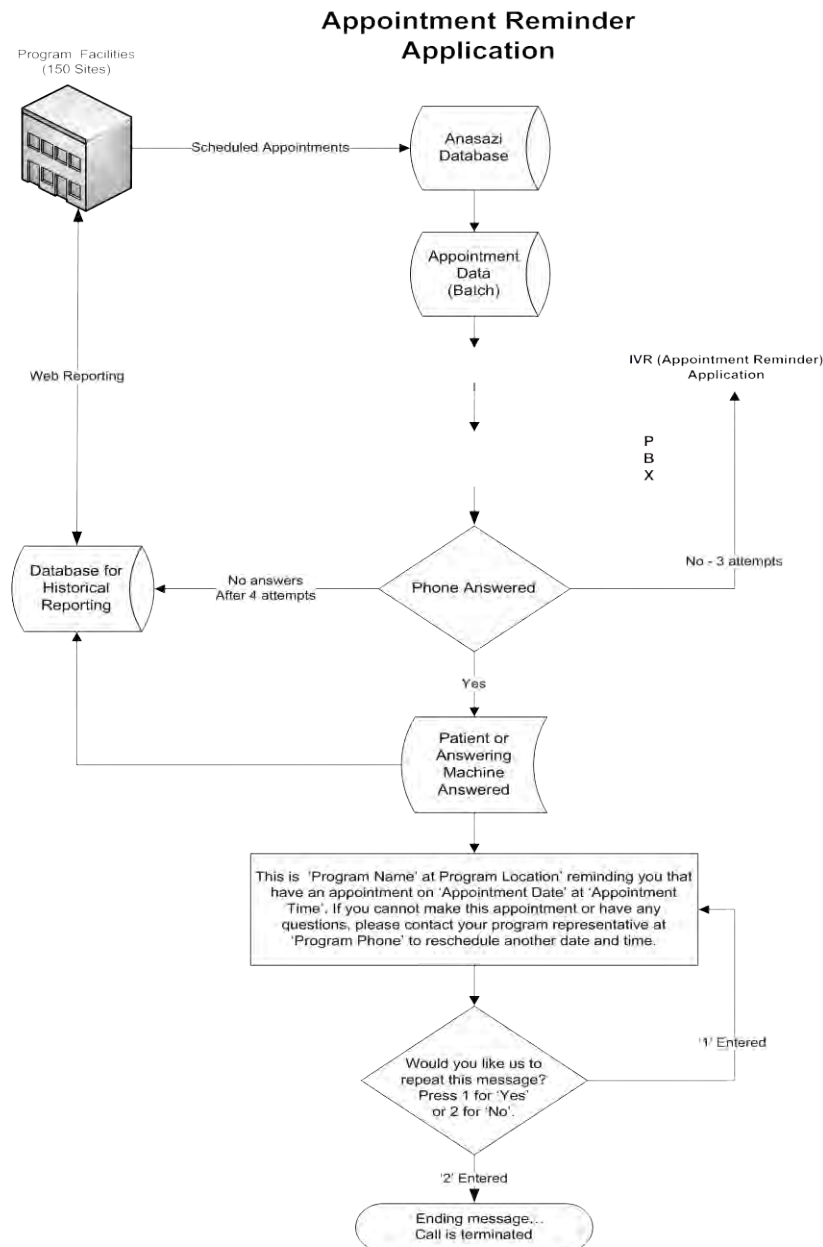 Appointment Reminder
Application
Program Facilities
(150 Sites)
Scheduled Appointments
Anasazi
Database
Appointment
Data
(Batch)
IVR (Appointment Reminder)
Application
Web Reporting
P
B
X
No - 3 attempts
Database for
Historical
Reporting
No answers
After 4 attempts
Phone Answered
Yes
Patient or
Answering
Machine
Answered
This is 'Program Name' at Program Location' reminding you that
have an appointment on 'Appointment Date' at 'Appointment
Time'. If you cannot make this appointment or have any
questions, please contact your program representative at
'Program Phone' to reschedule another date and time.
'1' Entered
Would you like us to
repeat this message?
Press 1 for 'Yes'
or 2 for 'No'.
'2' Entered
Ending message...
Call is terminated